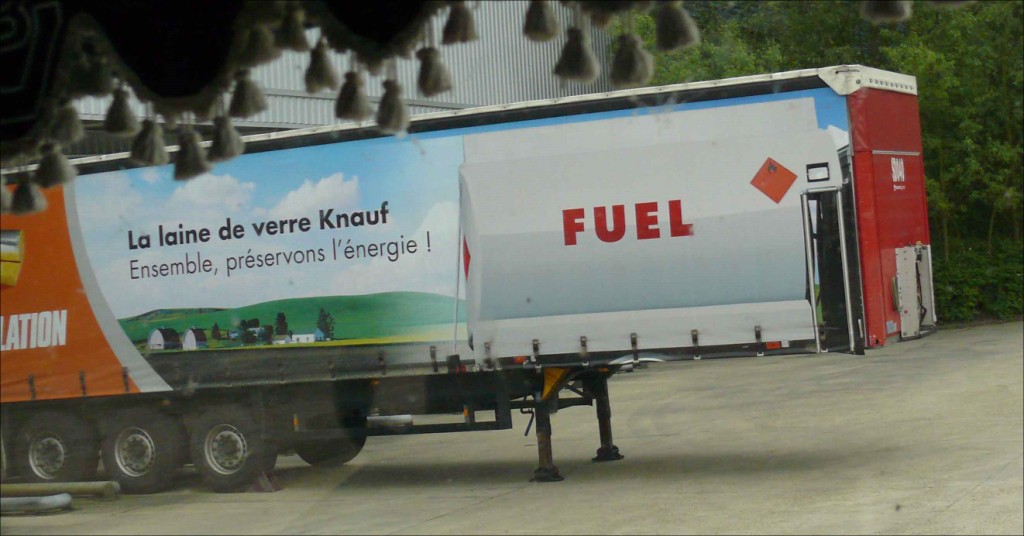 La laine de verre Knauf
Ensemble, préservons l'énergie !
LATION
FUEL